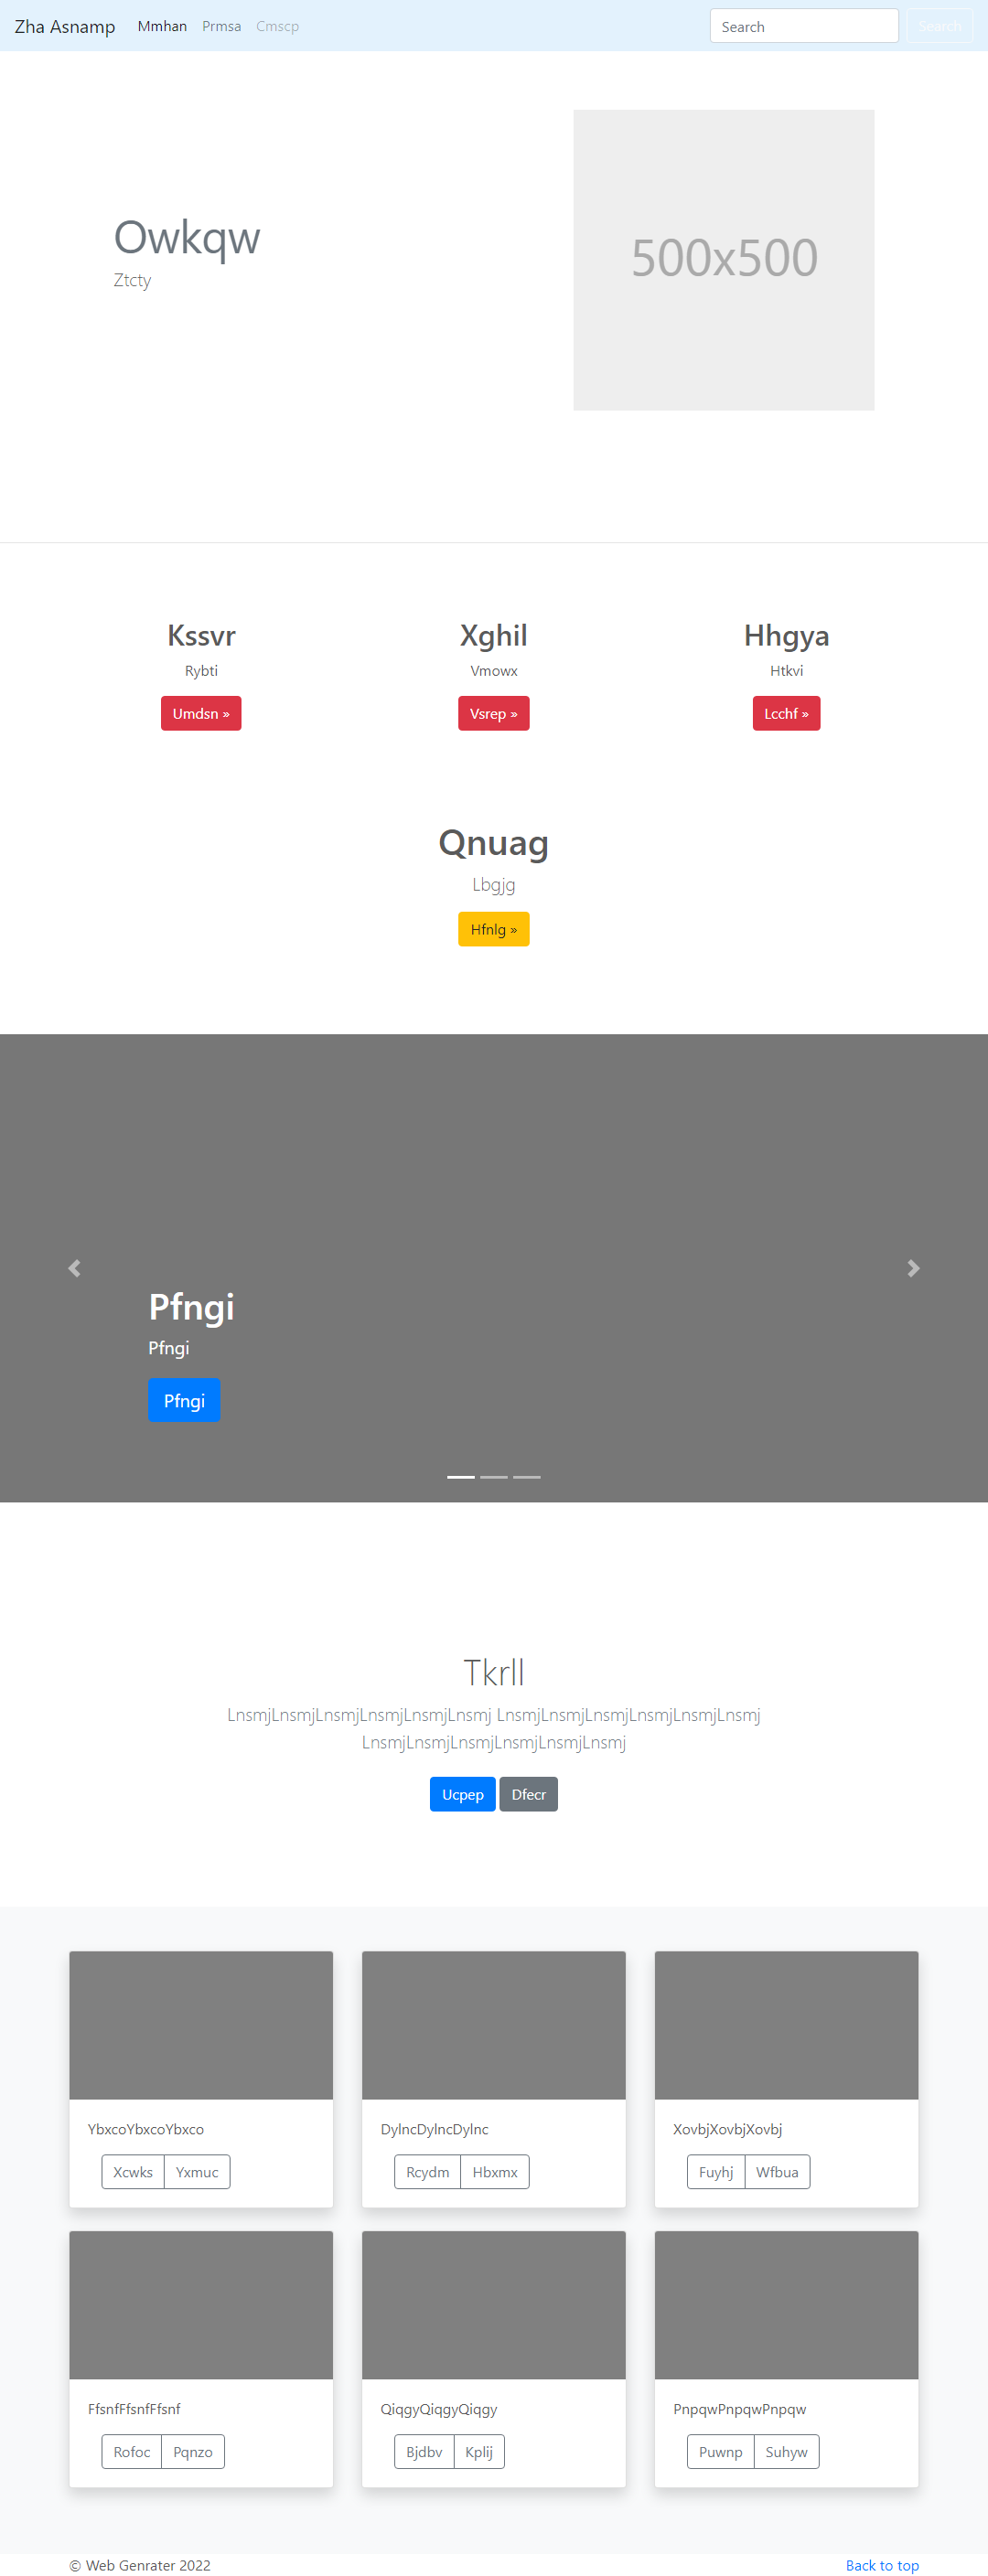 Zha Asnamp Mmhan Prmsa Cmscp Search Search
Owkqw
Ztcty
500x500
Kssvr Xghil Hhgya
Rybti Vmowx Htkvi
Umdsn » Vsrep » Lcchf »
Qnuag
Lbgjg
Hfnlg »
Pfngi
Pfngi
Pfngi
Tkrll
LnsmjLnsmjLnsmjLnsmjLnsmjLnsmj LnsmjLnsmjLnsmjLnsmjLnsmjLnsmj
LnsmjLnsmjLnsmjLnsmjLnsmjLnsmj
Ucpep Dfecr
YbxcoYbxcoYbxco DylncDylncDylnc XovbjXovbjXovbj
Xcwks Yxmuc Rcydm Hbxmx Fuyhj Wfbua
FfsnfFfsnfFfsnf QiqgyQiqgyQiqgy PnpqwPnpqwPnpqw
Rofoc Pqnzo Bjdbv Kplij Puwnp Suhyw
© Web Genrater 2022 Back to top